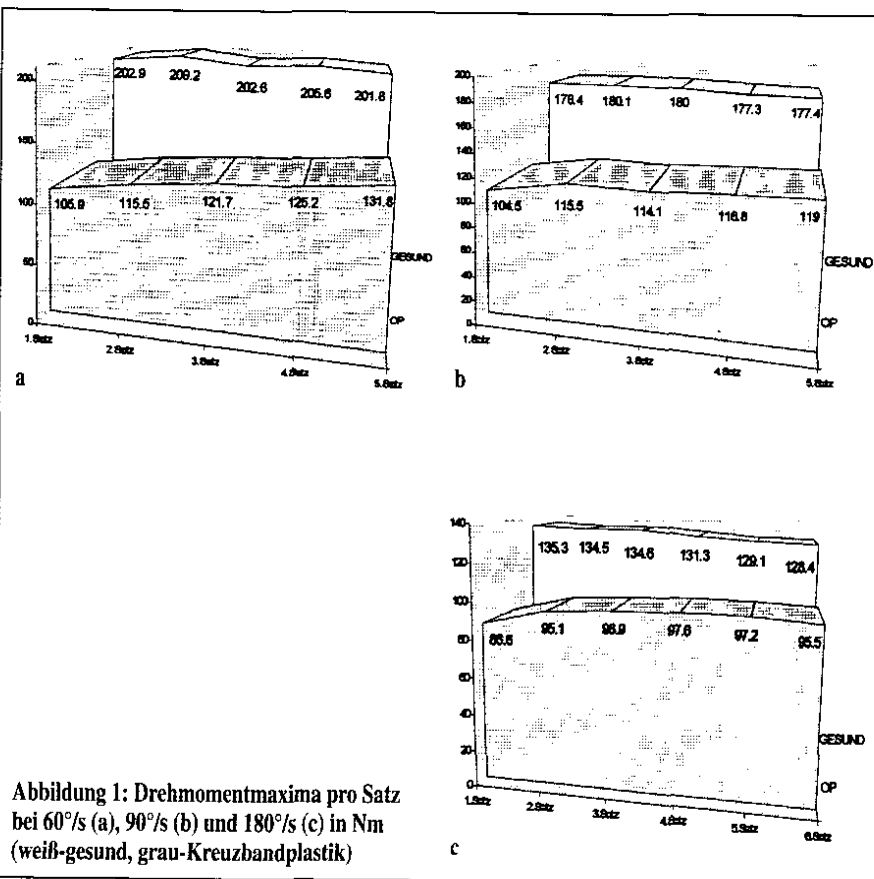 200
150
100
50
0
202.9 209.2 202.6 205.6 201.8
105.9 115.5 121.7 125.2 131.8
GESUND
OP
1.Satz 2.Satz 3.Satz 4.Satz 5.Satz
a
200
180
160
140
120
100
80
60
40
20
0
178.4 180.1 180 177.3 177.4
104.5 115.5 114.1 116.8 119
GESUND
OP
1.Satz 2.Satz 3.Satz 4.Satz 5.Satz
b
140
120
100
80
60
40
20
0
135.3 134.5 134.6 131.3 129.1 128.4
95.1 97.6 97.2 95.5
GESUND
OP
1.Satz 2.Satz 3.Satz 4.Satz 5.Satz 6.Satz
c
Abbildung 1: Drehmomentmaxima pro Satz
bei 60°/s (a), 90°/s (b) und 180°/s (c) in Nm
(weiß-gesund, grau-Kreuzbandplastik)